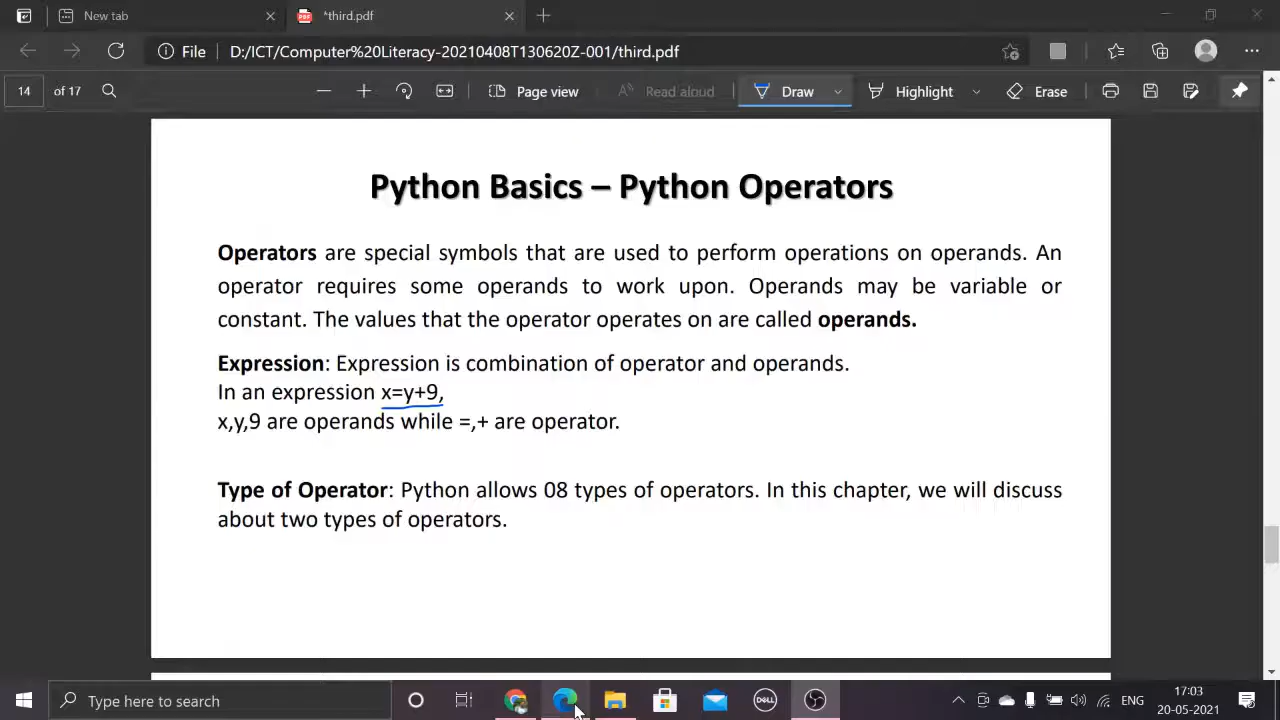 New tab
*third.pdf
File
D:/ICT/Computer%20Literacy-20210408T130620Z-001/third.pdf
14 of 17
Page view
Read aloud
Draw
Highlight
Erase
Python Basics – Python Operators
Operators are special symbols that are used to perform operations on operands. An
operator requires some operands to work upon. Operands may be variable or
constant. The values that the operator operates on are called operands.
Expression: Expression is combination of operator and operands.
In an expression x=y+9,
x,y,9 are operands while =,+ are operator.
Type of Operator: Python allows 08 types of operators. In this chapter, we will discuss
about two types of operators.
Type here to search
DELL
ENG
17:03
20-05-2021